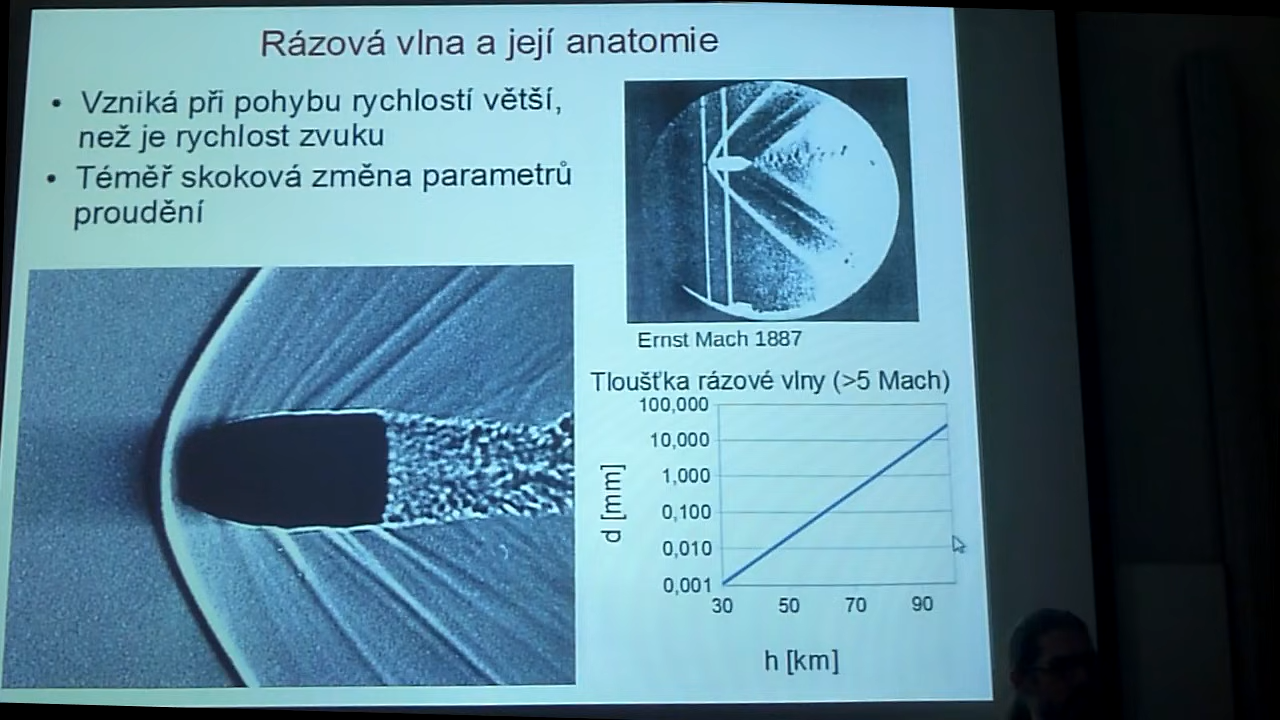 Rázová vlna a její anatomie
• Vzniká při pohybu rychlostí větší,
než je rychlost zvuku
• Téměř skoková změna parametrů
proudění
Ernst Mach 1887
Tloušťka rázové vlny (>5 Mach)
100,000
10,000
1,000
0,100
0,010
0,001
d [mm]
30 50 70 90
h [km]